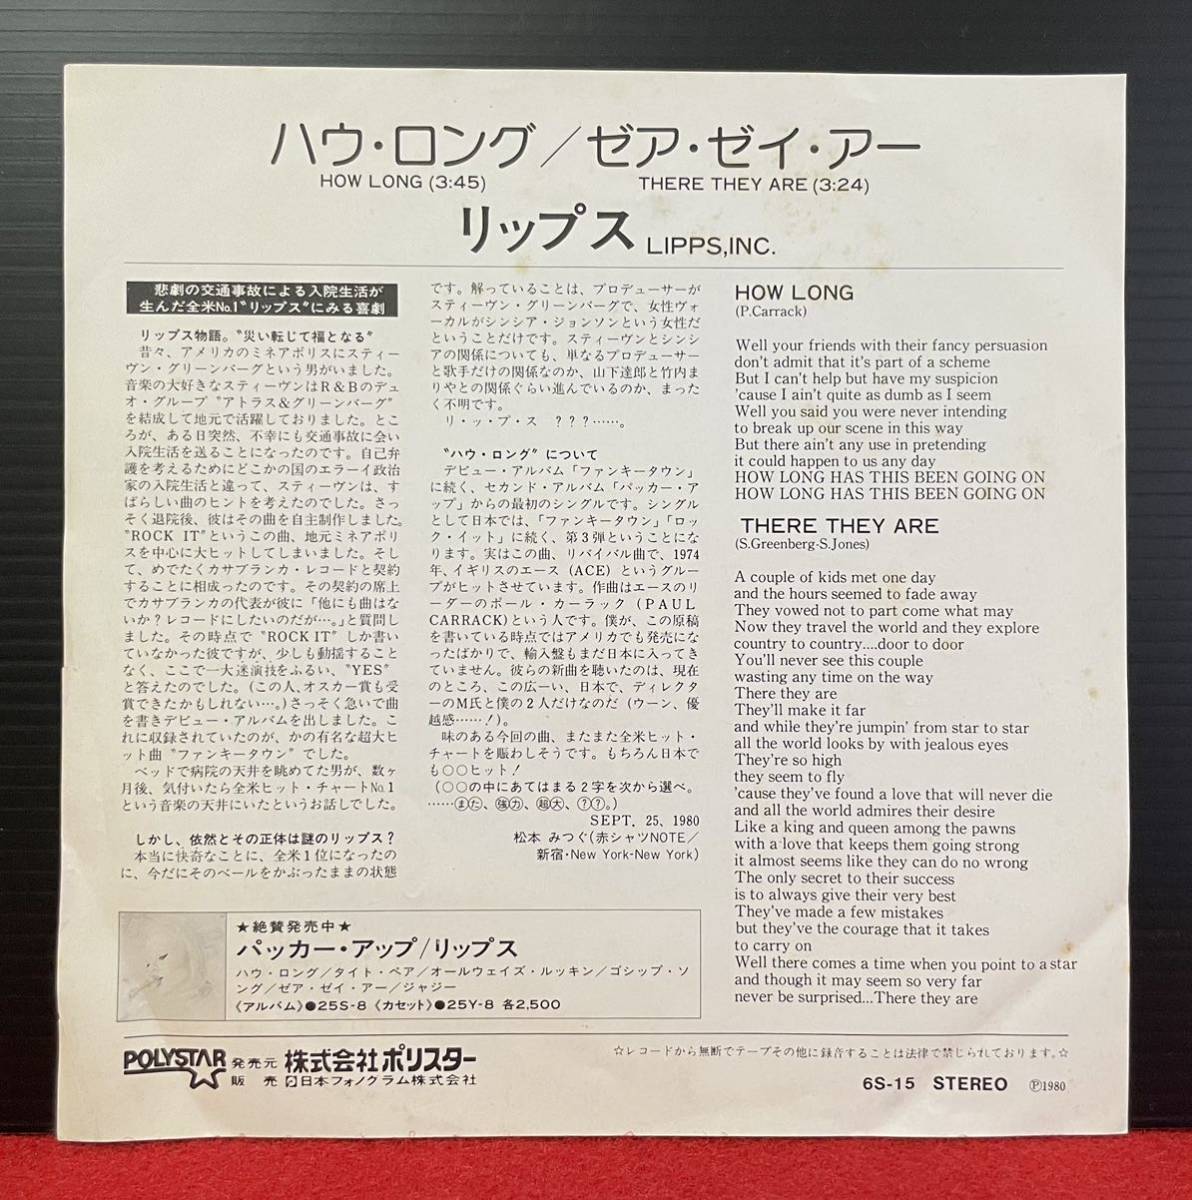 ハウ・ロング／ゼア・ゼイ・アー
HOW LONG (3:45) THERE THEY ARE (3:24)
リップス LIPPS,INC.
悲劇の交通事故による入院生活が
生んだ全米No.1〝リップス〟にみる喜劇
リップス物語。〝災い転じて福となる〟
昔々、アメリカのミネアポリスにスティー
ヴン・グリーンバーグという男がいました。
音楽の大好きなスティーヴンはR＆Bのデュ
オ・グループ〝アトラス＆グリーンバーグ〟
を結成して地元で活躍しておりました。とこ
ろが、ある日突然、不幸にも交通事故に会い
入院生活を送ることになったのです。自己弁
護を考えるためにどこかの国のエラーイ政治
家の入院生活と違って、スティーヴンは、す
ばらしい曲のヒントを考えたのでした。さっ
そく退院後、彼はその曲を自主制作しました。
〝ROCK IT〟というこの曲、地元ミネアポリ
スを中心に大ヒットしてしまいました。そし
て、めでたくカサブランカ・レコードと契約
することに相成ったのです。その契約の席上
でカサブランカの代表が彼に「他にも曲はな
いか？レコードにしたいのだが…。」と質問し
ました。その時点で〝ROCK IT〟しか書い
ていなかった彼ですが、少しも動揺すること
なく、ここで一大迷演技をふるい、〝YES〟
と答えたのでした。(この人、オスカー賞も受
賞できたかもしれない…。)さっそく急いで曲
を書きデビュー・アルバムを出しました。こ
れに収録されていたのが、かの有名な超大ヒ
ット曲〝ファンキータウン〟でした。
ベッドで病院の天井を眺めてた男が、数ヶ
月後、気付いたら全米ヒット・チャートNo.1
という音楽の天井にいたというお話しでした。
しかし、依然とその正体は謎のリップス？
本当に快奇なことに、全米1位になったの
に、今だにそのベールをかぶったままの状態
です。解っていることは、プロデューサーが
スティーヴン・グリーンバーグで、女性ヴォ
ーカルがシンシア・ジョンソンという女性だ
ということだけです。スティーヴンとシンシ
アの関係についても、単なるプロデューサー
と歌手だけの関係なのか、山下達郎と竹内ま
りやとの関係ぐらい進んでいるのか、まった
く不明です。
リ・ッ・プ・ス ？？？……。
〝ハウ・ロング〟について
デビュー・アルバム「ファンキータウン」
に続く、セカンド・アルバム「パッカー・ア
ップ」からの最初のシングルです。シングル
として日本では、「ファンキータウン」「ロッ
ク・イット」に続く、第3弾ということにな
ります。実はこの曲、リバイバル曲で、1974
年、イギリスのエース (ACE) というグルー
プがヒットさせています。作曲はエースのリ
ーダーのポール・カーラック (PAUL
CARRACK)という人です。僕が、この原稿
を書いている時点ではアメリカでも発売にな
ったばかりで、輸入盤もまだ日本に入ってき
ていません。彼らの新曲を聴いたのは、現在
のところ、この広ーい、日本で、ディレクタ
ーのM氏と僕の2人だけなのだ (ウーン、優
越感……！)。
味のある今回の曲、またまた全米ヒット・
チャートを賑わしそうです。もちろん日本で
も○○ヒット！
(○○の中にあてはまる2字を次から選べ。
……また、強力、超大、？？。)
SEPT. 25, 1980
松本 みつぐ(赤シャツNOTE／
新宿・New York-New York)
HOW LONG
(P.Carrack)
Well your friends with their fancy persuasion
don't admit that it's part of a scheme
But I can't help but have my suspicion
'cause I ain't quite as dumb as I seem
Well you said you were never intending
to break up our scene in this way
But there ain't any use in pretending
it could happen to us any day
HOW LONG HAS THIS BEEN GOING ON
HOW LONG HAS THIS BEEN GOING ON
THERE THEY ARE
(S.Greenberg-S.Jones)
A couple of kids met one day
and the hours seemed to fade away
They vowed not to part come what may
Now they travel the world and they explore
country to country....door to door
You'll never see this couple
wasting any time on the way
There they are
They'll make it far
and while they're jumpin' from star to star
all the world looks by with jealous eyes
They're so high
they seem to fly
'cause they've found a love that will never die
and all the world admires their desire
Like a king and queen among the pawns
with a love that keeps them going strong
it almost seems like they can do no wrong
The only secret to their success
is to always give their very best
They've made a few mistakes
but they've the courage that it takes
to carry on
Well there comes a time when you point to a star
and though it may seem so very far
never be surprised...There they are
★絶賛発売中★
パッカー・アップ/リップス
ハウ・ロング／タイト・ペア／オールウェイズ・ルッキン／ゴシップ・ソ
ング／ゼア・ゼイ・アー／ジャジー
〈アルバム〉●25S-8 〈カセット〉●25Y-8 各2,500
POLYSTAR 発売元 株式会社ポリスター
販 売 日本フォノグラム株式会社
☆レコードから無断でテープその他に録音することは法律で禁じられております。☆
6S-15 STEREO Ⓟ1980